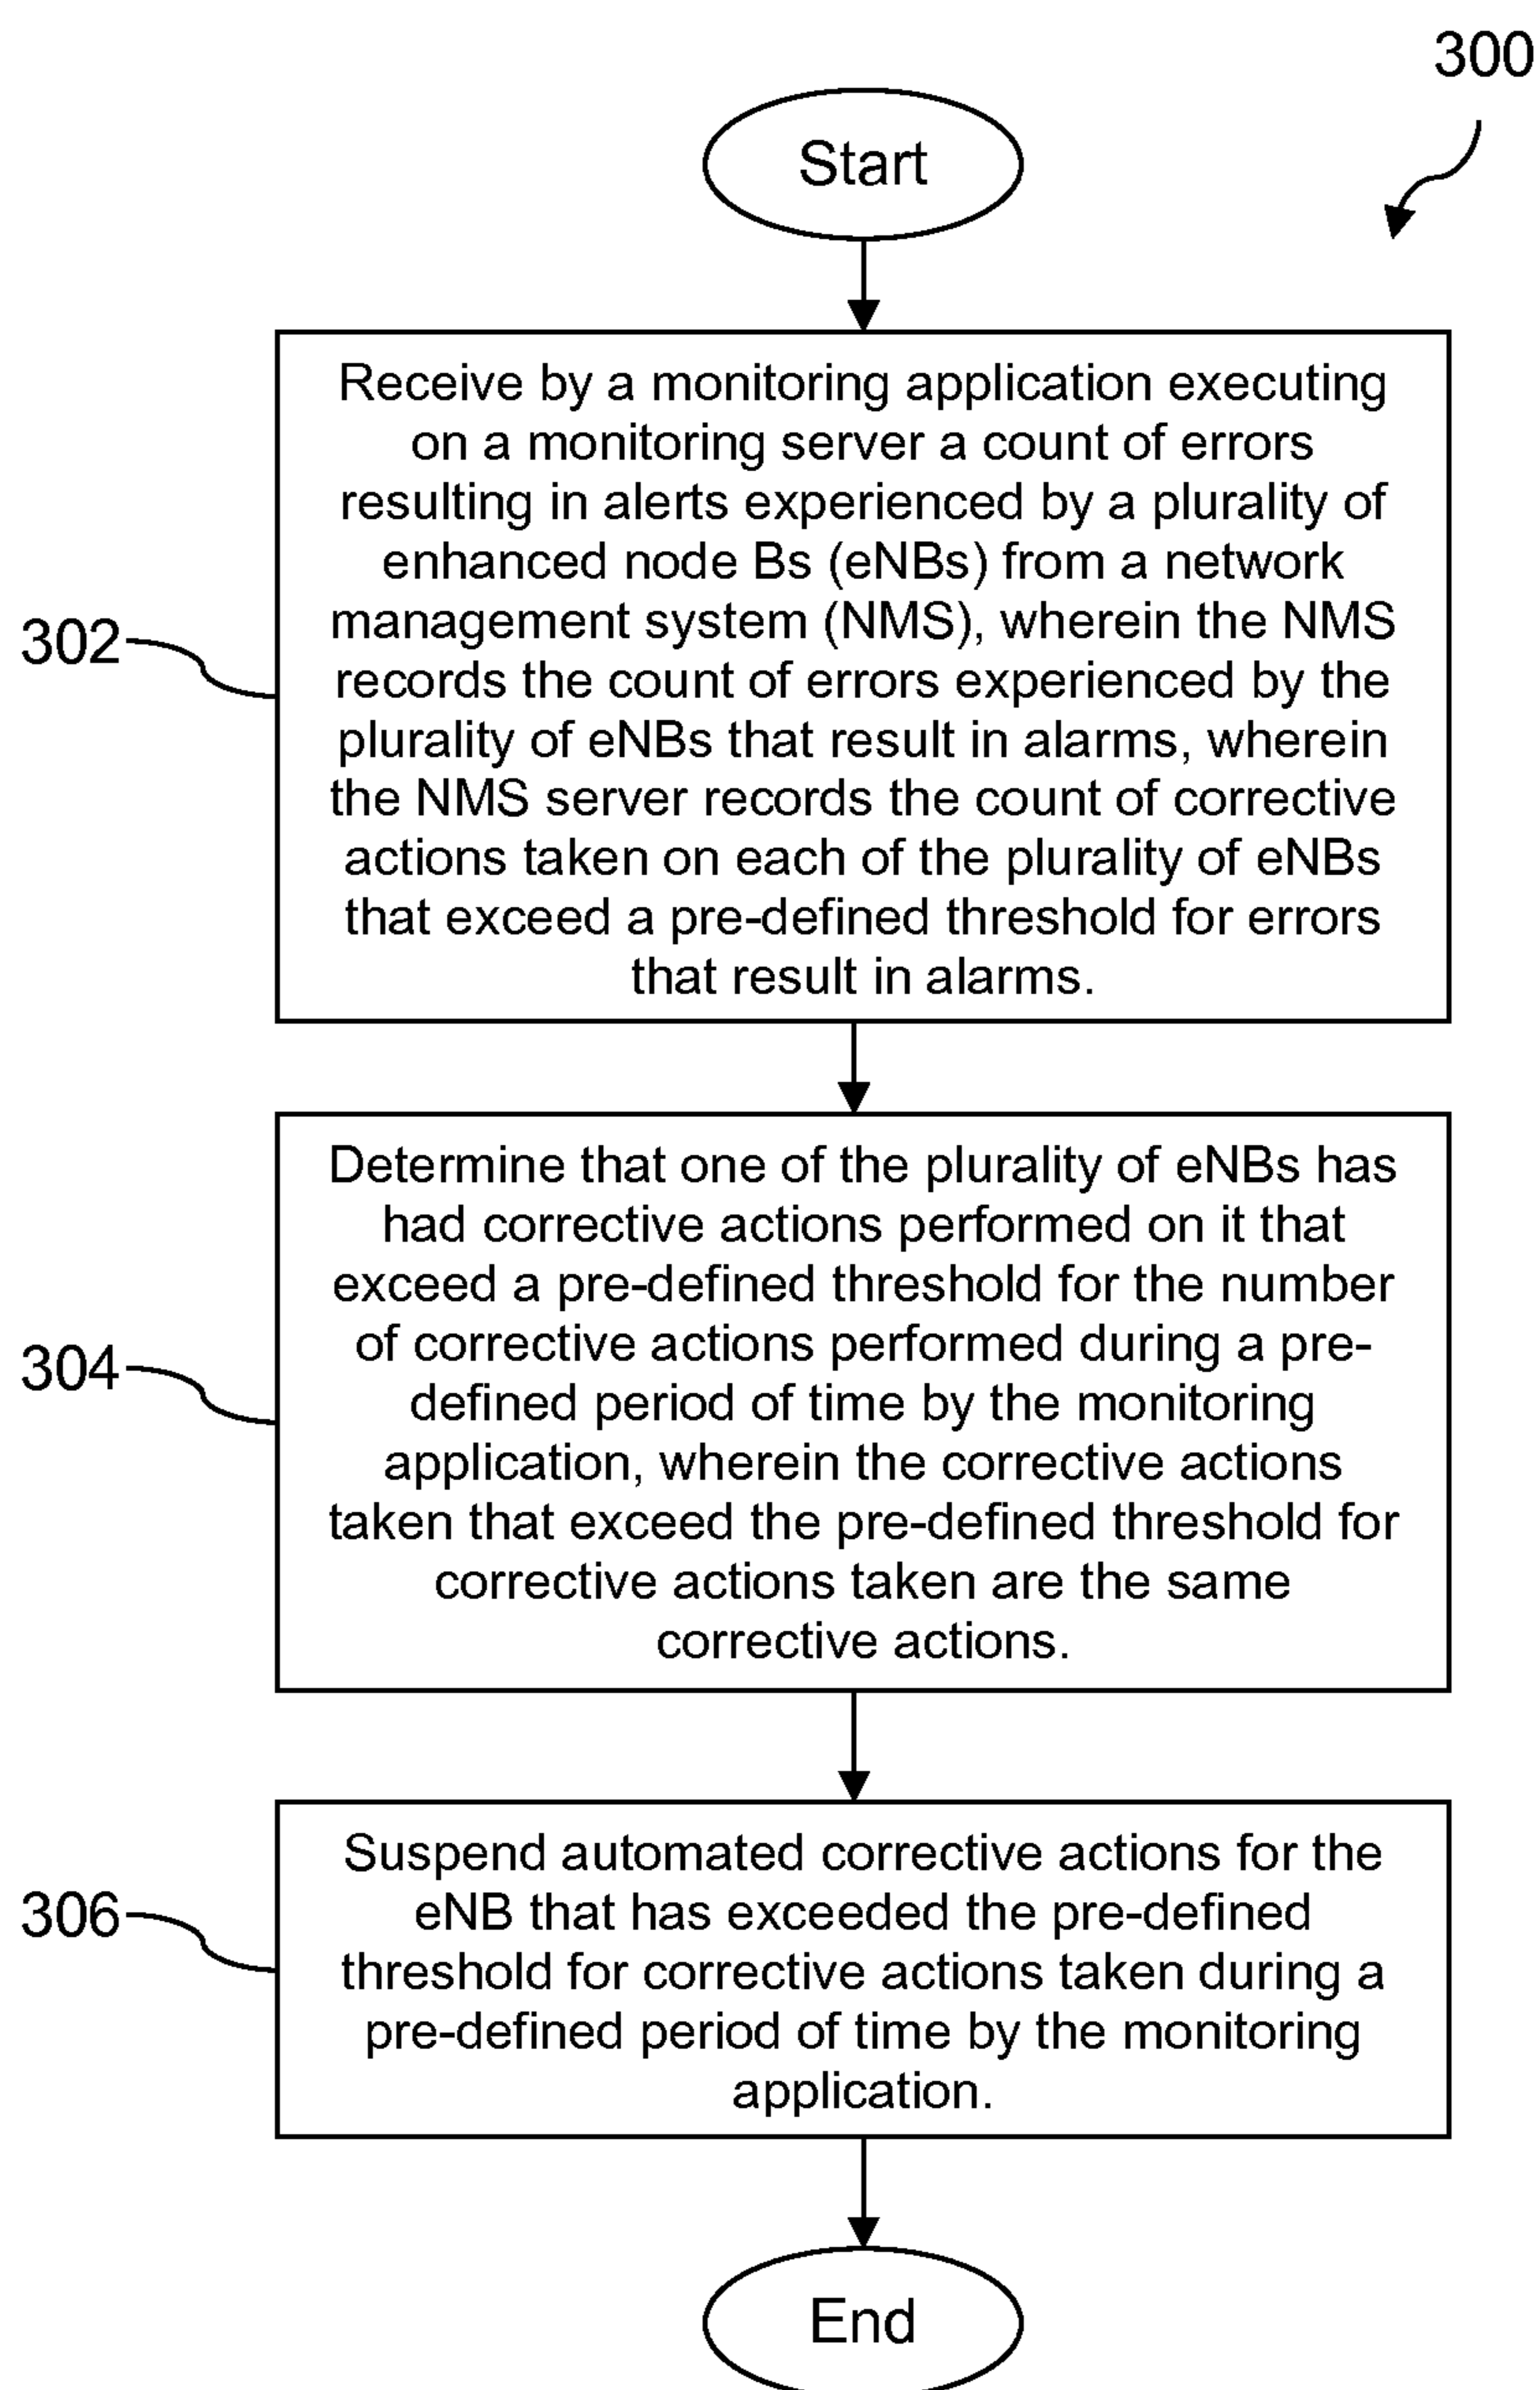 300
Start
Receive by a monitoring application executing
on a monitoring server a count of errors
resulting in alerts experienced by a plurality of
enhanced node Bs (eNBs) from a network
management system (NMS), wherein the NMS
records the count of errors experienced by the
plurality of eNBs that result in alarms, wherein
the NMS server records the count of corrective
actions taken on each of the plurality of eNBs
that exceed a pre-defined threshold for errors
that result in alarms.
302
Determine that one of the plurality of eNBs has
had corrective actions performed on it that
exceed a pre-defined threshold for the number
of corrective actions performed during a pre-
defined period of time by the monitoring
application, wherein the corrective actions
taken that exceed the pre-defined threshold for
corrective actions taken are the same
corrective actions.
304
Suspend automated corrective actions for the
eNB that has exceeded the pre-defined
threshold for corrective actions taken during a
pre-defined period of time by the monitoring
application.
306
End